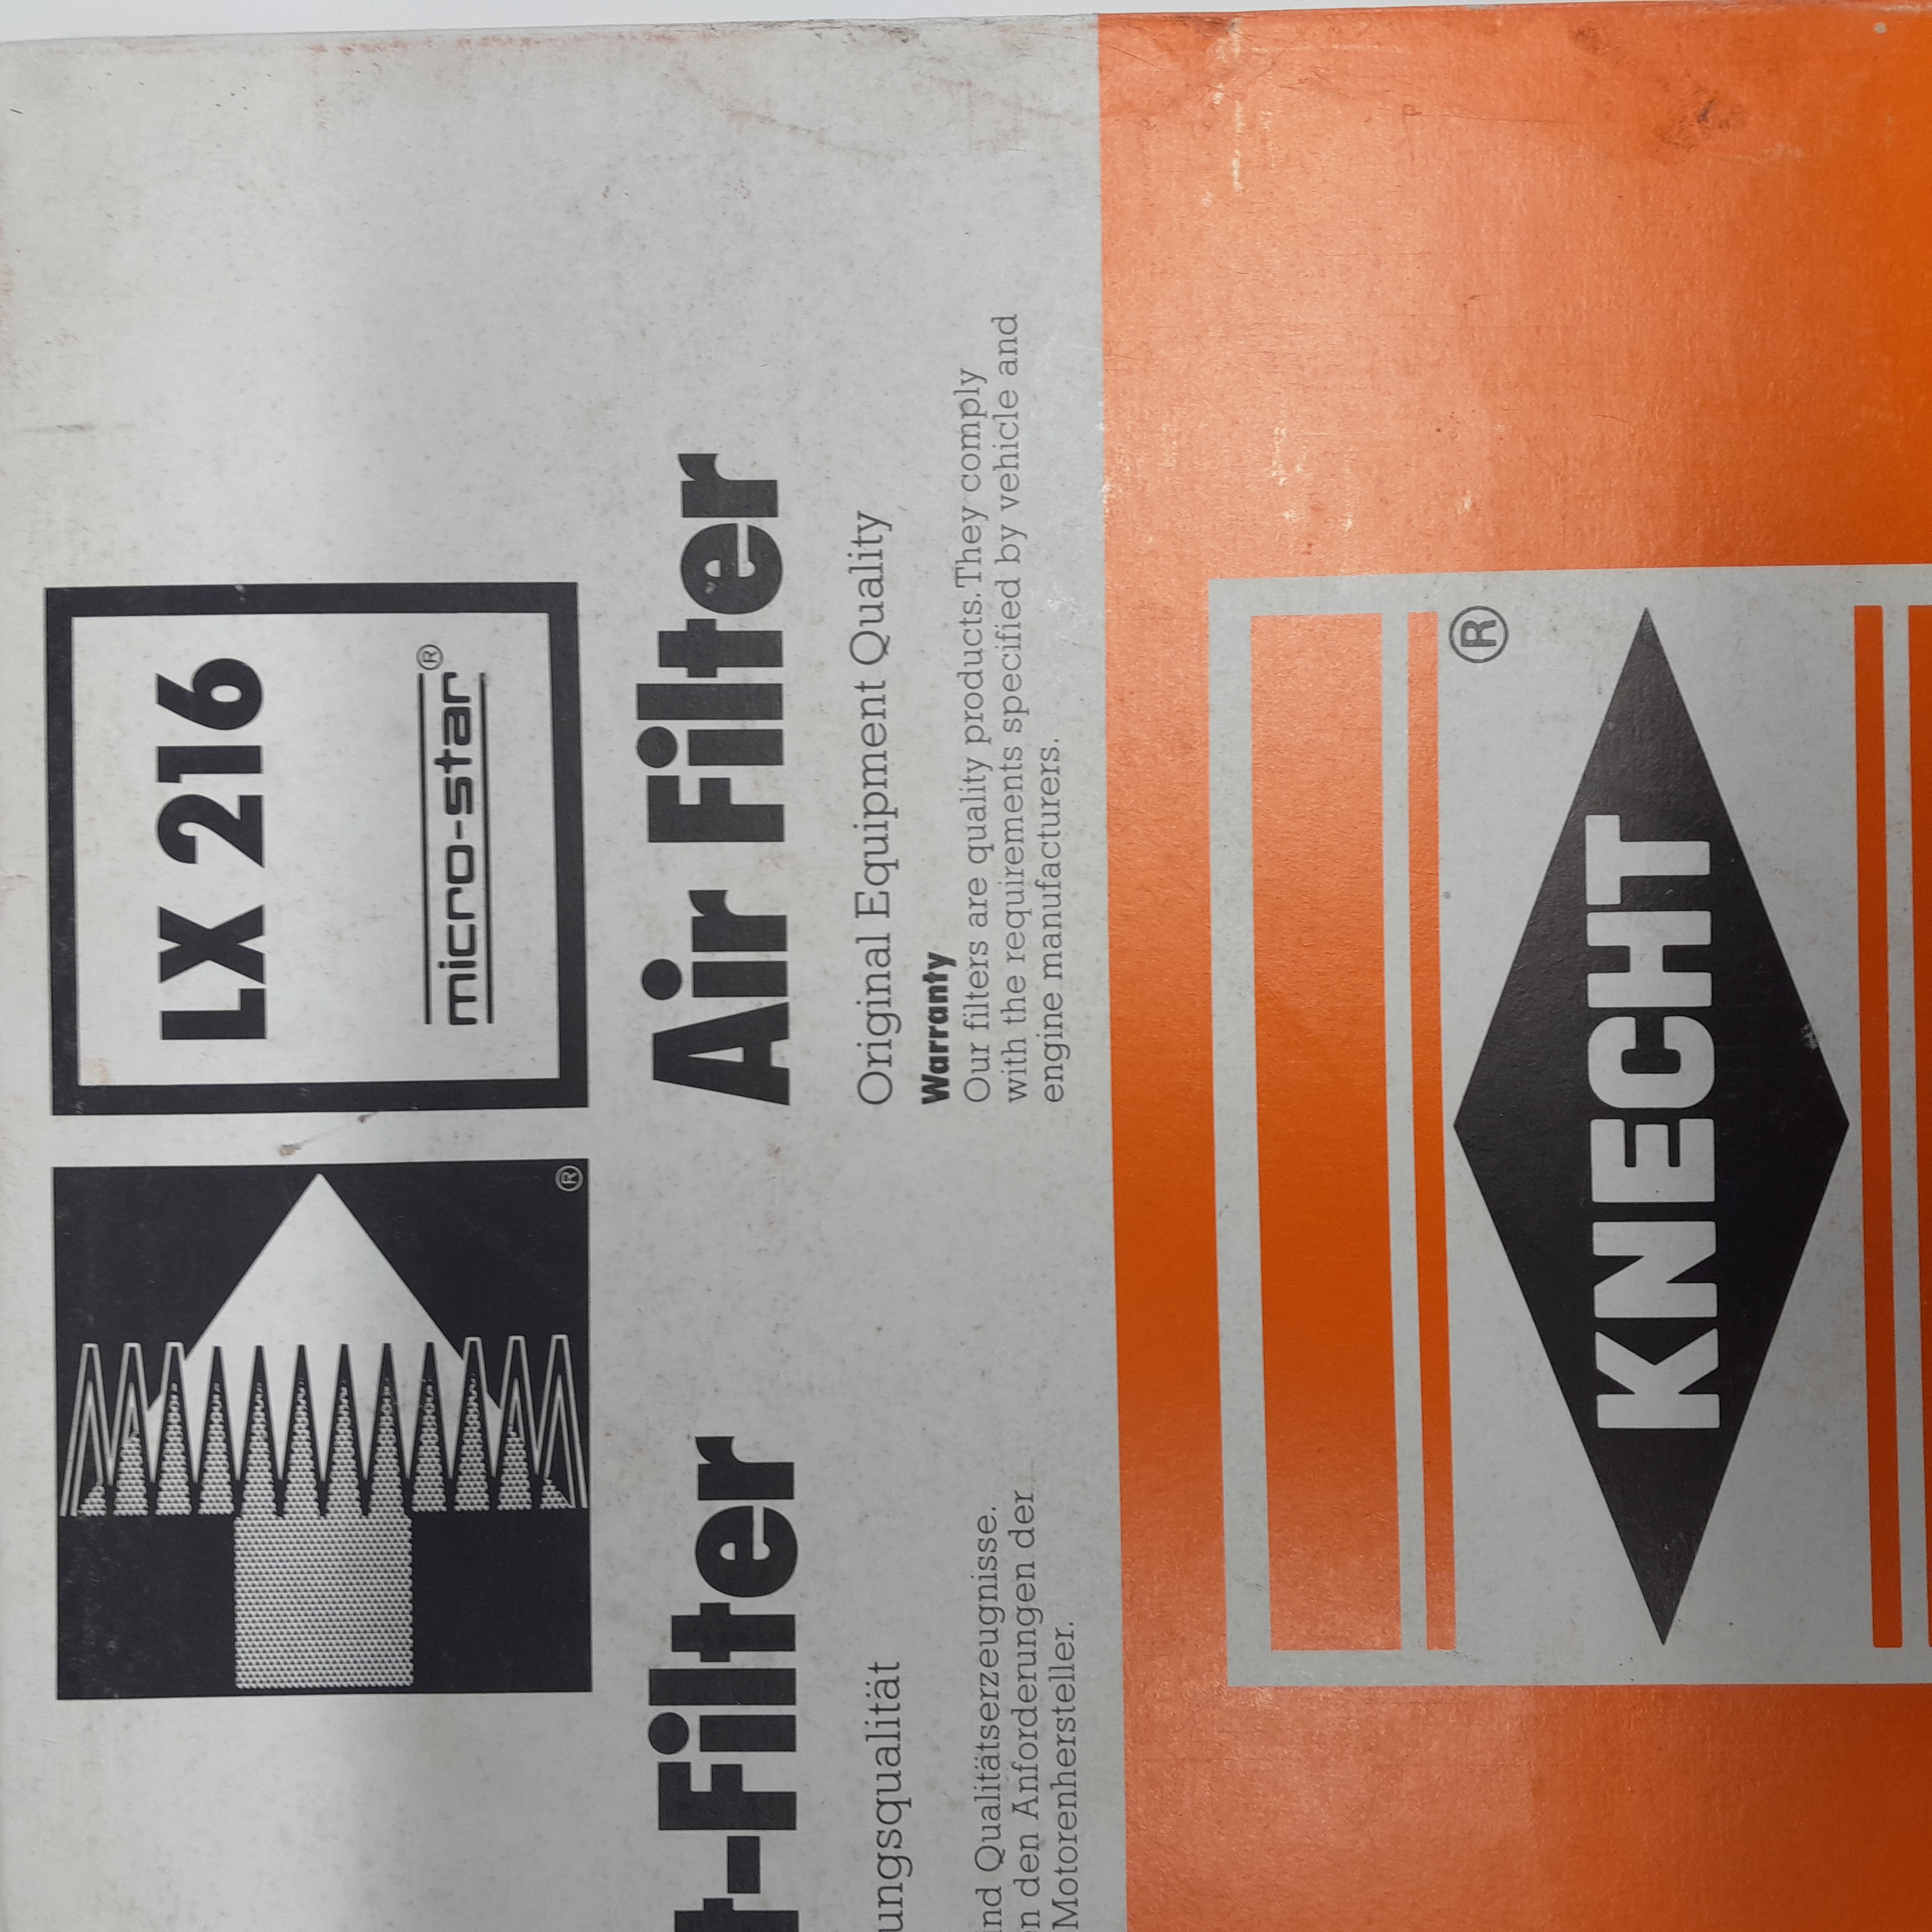 ®
LX 216
micro-star®
t-Filter
Air Filter
ungsqualität
Original Equipment Quality
Warranty
nd Qualitätserzeugnisse.
n den Anforderungen der
Motorenhersteller.
Our filters are quality products. They comply
with the requirements specified by vehicle and
engine manufacturers.
®
KNECHT